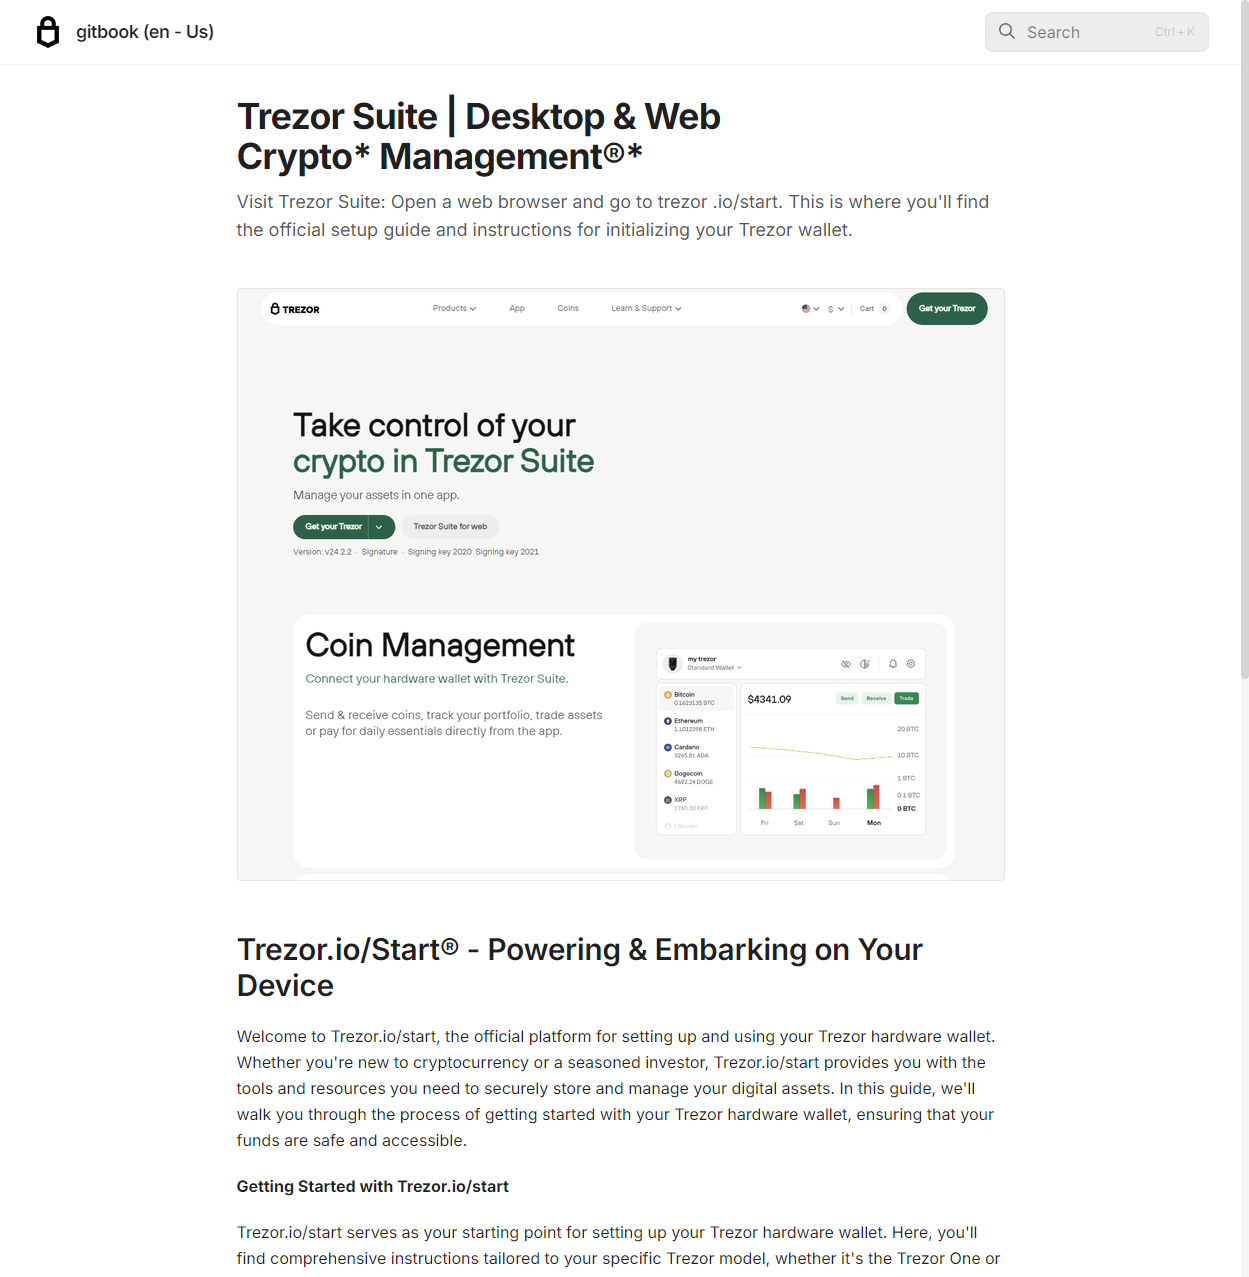 gitbook (en - Us)
Search
Ctrl + K
Trezor Suite | Desktop & Web
Crypto* Management®*
Visit Trezor Suite: Open a web browser and go to trezor .io/start. This is where you'll find
the official setup guide and instructions for initializing your Trezor wallet.
TREZOR
Products
App
Coins
Learn & Support
$
Cart 0
Get your Trezor
Take control of your
crypto in Trezor Suite
Manage your assets in one app.
Get your Trezor
Trezor Suite for web
Version: v24.2.2 · Signature · Signing key 2020 Signing key 2021
Coin Management
Connect your hardware wallet with Trezor Suite.
Send & receive coins, track your portfolio, trade assets
or pay for daily essentials directly from the app.
my trezor
Standard Wallet
Bitcoin
0.1623135 BTC
Ethereum
1.1012398 ETH
Cardano
3265.81 ADA
Dogecoin
4692.24 DOGE
XRP
1760.30 XRP
Litecoin
$4341.09
Send
Receive
Trade
20 BTC
10 BTC
1 BTC
0.1 BTC
0 BTC
Fri
Sat
Sun
Mon
Trezor.io/Start® - Powering & Embarking on Your
Device
Welcome to Trezor.io/start, the official platform for setting up and using your Trezor hardware wallet.
Whether you're new to cryptocurrency or a seasoned investor, Trezor.io/start provides you with the
tools and resources you need to securely store and manage your digital assets. In this guide, we'll
walk you through the process of getting started with your Trezor hardware wallet, ensuring that your
funds are safe and accessible.
Getting Started with Trezor.io/start
Trezor.io/start serves as your starting point for setting up your Trezor hardware wallet. Here, you'll
find comprehensive instructions tailored to your specific Trezor model, whether it's the Trezor One or